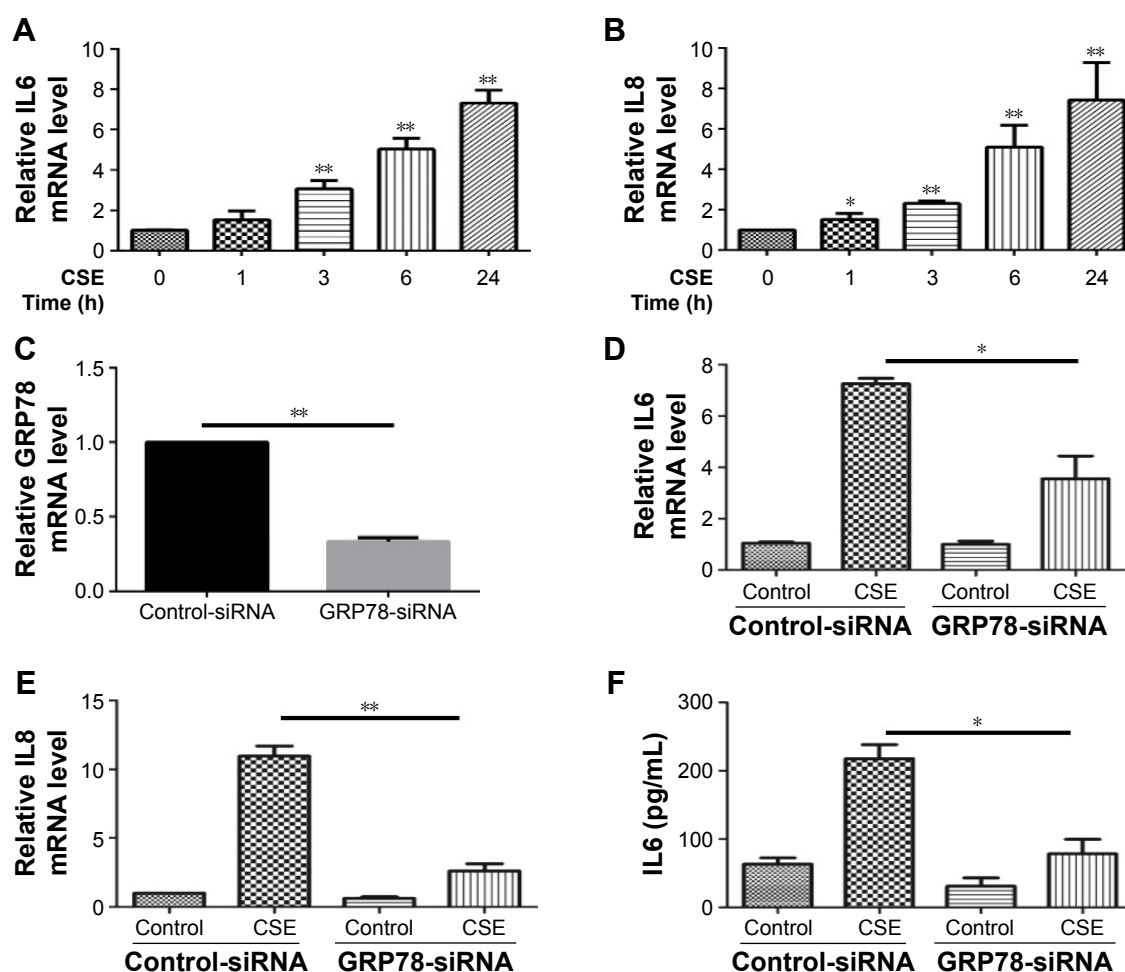 A
Relative IL6
mRNA level
10
8
6
4
2
0
**
**
**
CSE
Time (h)
0 1 3 6 24
B
Relative IL8
mRNA level
10
8
6
4
2
0
*
**
**
**
CSE
Time (h)
0 1 3 6 24
C
Relative GRP78
mRNA level
1.5
1.0
0.5
0.0
**
Control-siRNA GRP78-siRNA
D
Relative IL6
mRNA level
8
6
4
2
0
*
Control CSE Control CSE
Control-siRNA GRP78-siRNA
E
Relative IL8
mRNA level
15
10
5
0
**
Control CSE Control CSE
Control-siRNA GRP78-siRNA
F
IL6 (pg/mL)
300
200
100
0
*
Control CSE Control CSE
Control-siRNA GRP78-siRNA